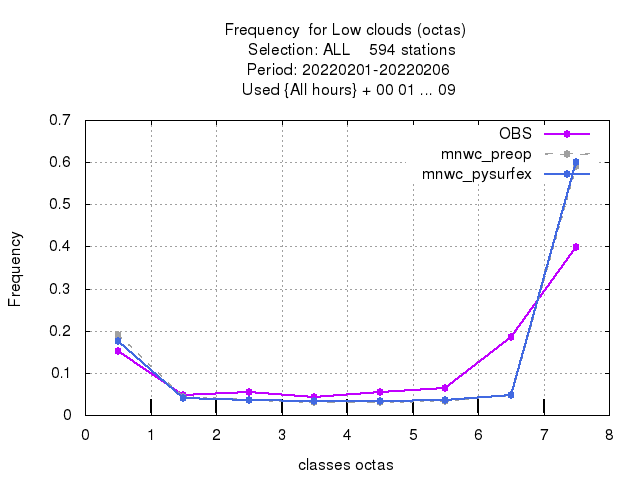 Frequency  for Low clouds (octas)
Selection: ALL    594 stations
Period: 20220201-20220206
Used {All hours} + 00 01 ... 09
0.7
0.6
0.5
0.4
0.3
0.2
0.1
0
Frequency
OBS
mnwc_preop
mnwc_pysurfex
0 1 2 3 4 5 6 7 8
classes octas